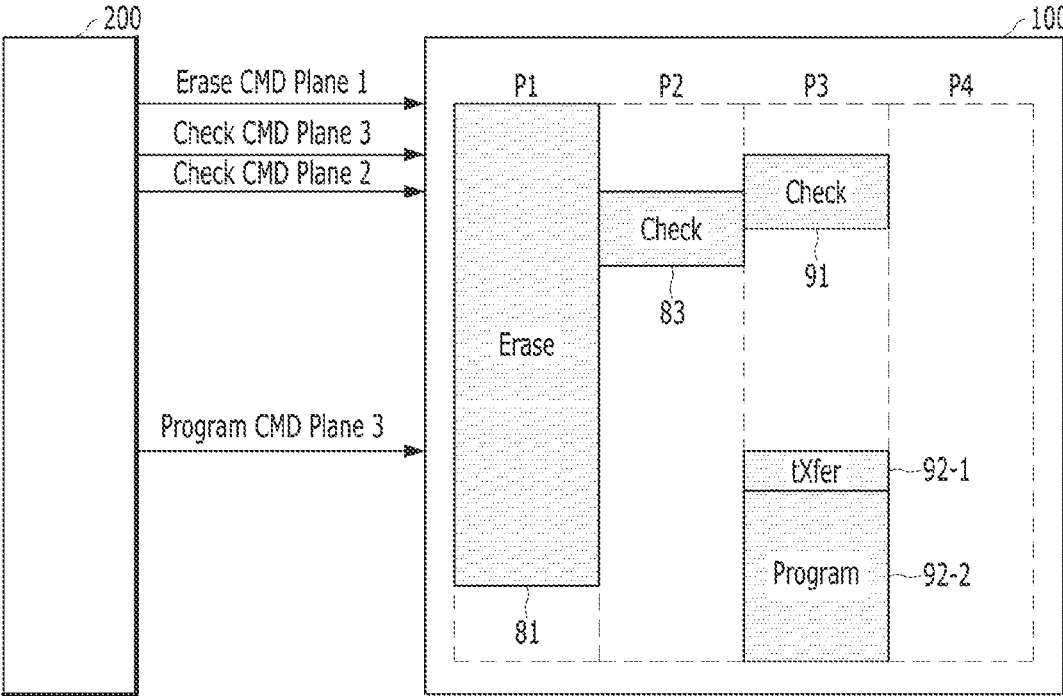 200
100
Erase CMD Plane 1
P1
P2
P3
P4
Check CMD Plane 3
Check CMD Plane 2
Check
Check
91
83
Erase
Program CMD Plane 3
tXfer
92-1
Program
92-2
81